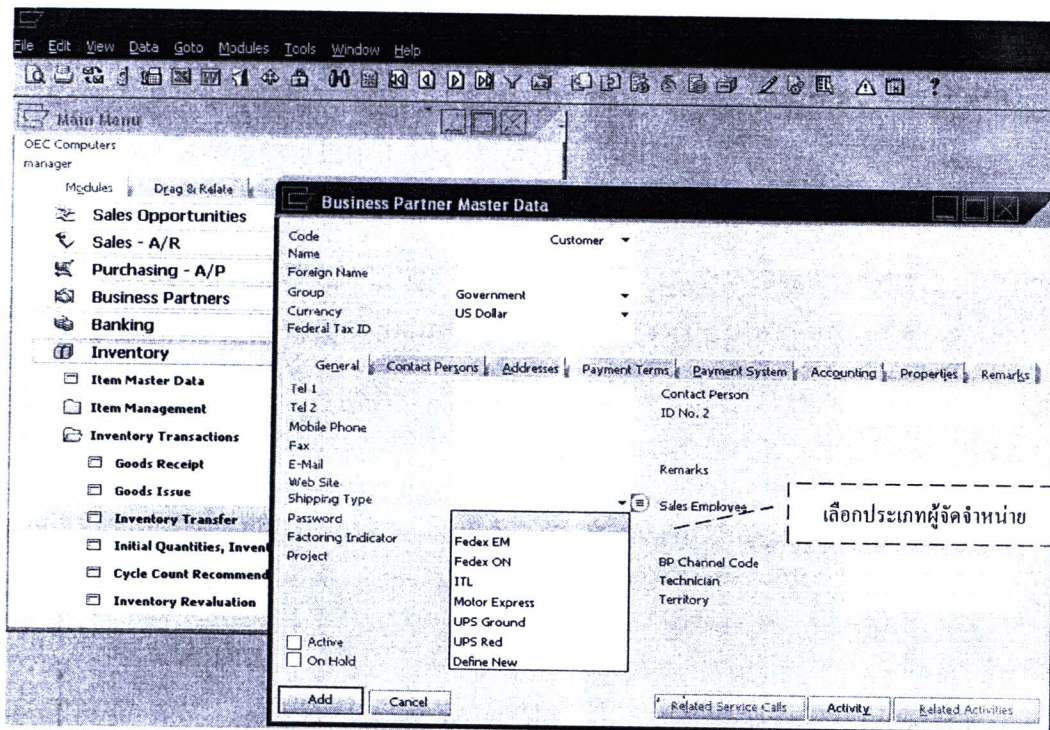 File Edit View Data Goto Modules Tools Window Help
Main Menu
OEC Computers
manager
Modules Drag & Relate
Sales Opportunities
Sales - A/R
Purchasing - A/P
Business Partners
Banking
Inventory
Item Master Data
Item Management
Inventory Transactions
Goods Receipt
Goods Issue
Inventory Transfer
Initial Quantities, Invent
Cycle Count Recommend
Inventory Revaluation
Business Partner Master Data
Code Customer
Name
Foreign Name
Group Government
Currency US Dollar
Federal Tax ID
General Contact Persons Addresses Payment Terms Payment System Accounting Properties Remarks
Tel 1 Contact Person
Tel 2 ID No. 2
Mobile Phone
Fax
E-Mail Remarks
Web Site
Shipping Type Sales Employee
เลือกประเภทผู้จัดจำหน่าย
Password
Factoring Indicator Fedex EM
Project Fedex ON BP Channel Code
ITL Technician
Motor Express Territory
UPS Ground
Active UPS Red
On Hold Define New
Add Cancel Related Service Calls Activity Related Activities